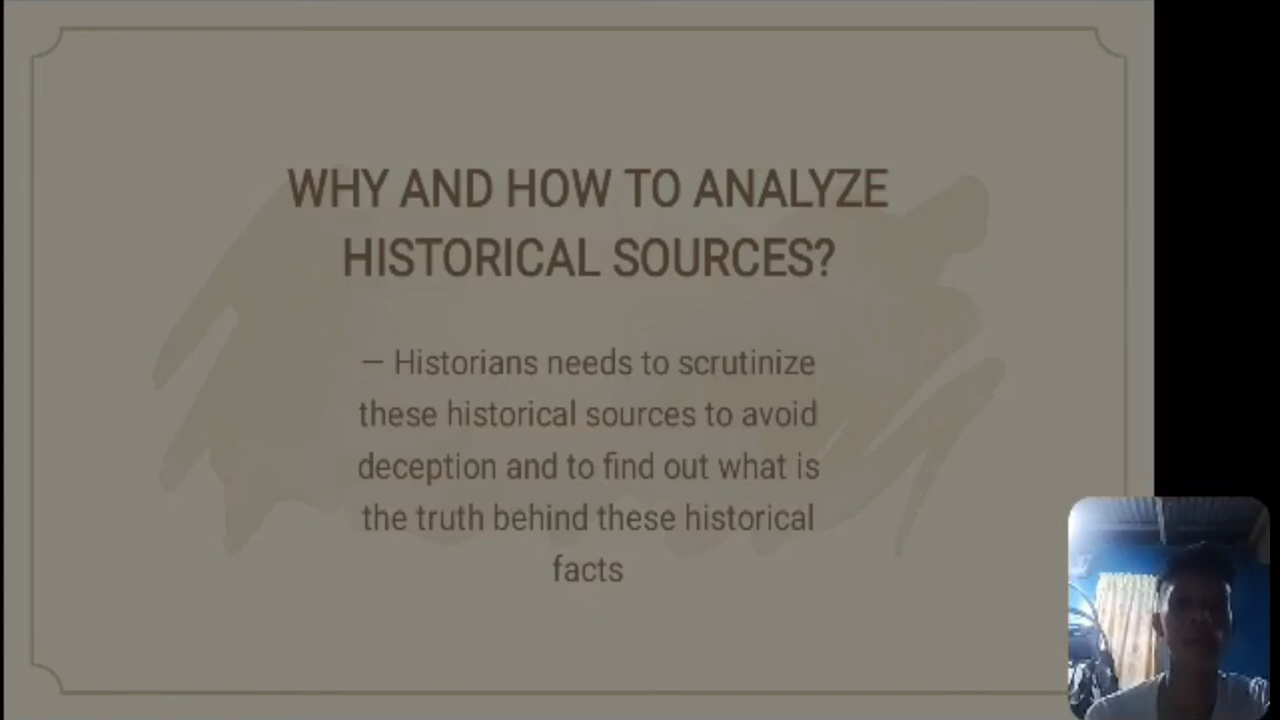 WHY AND HOW TO ANALYZE
HISTORICAL SOURCES?
— Historians needs to scrutinize
these historical sources to avoid
deception and to find out what is
the truth behind these historical
facts